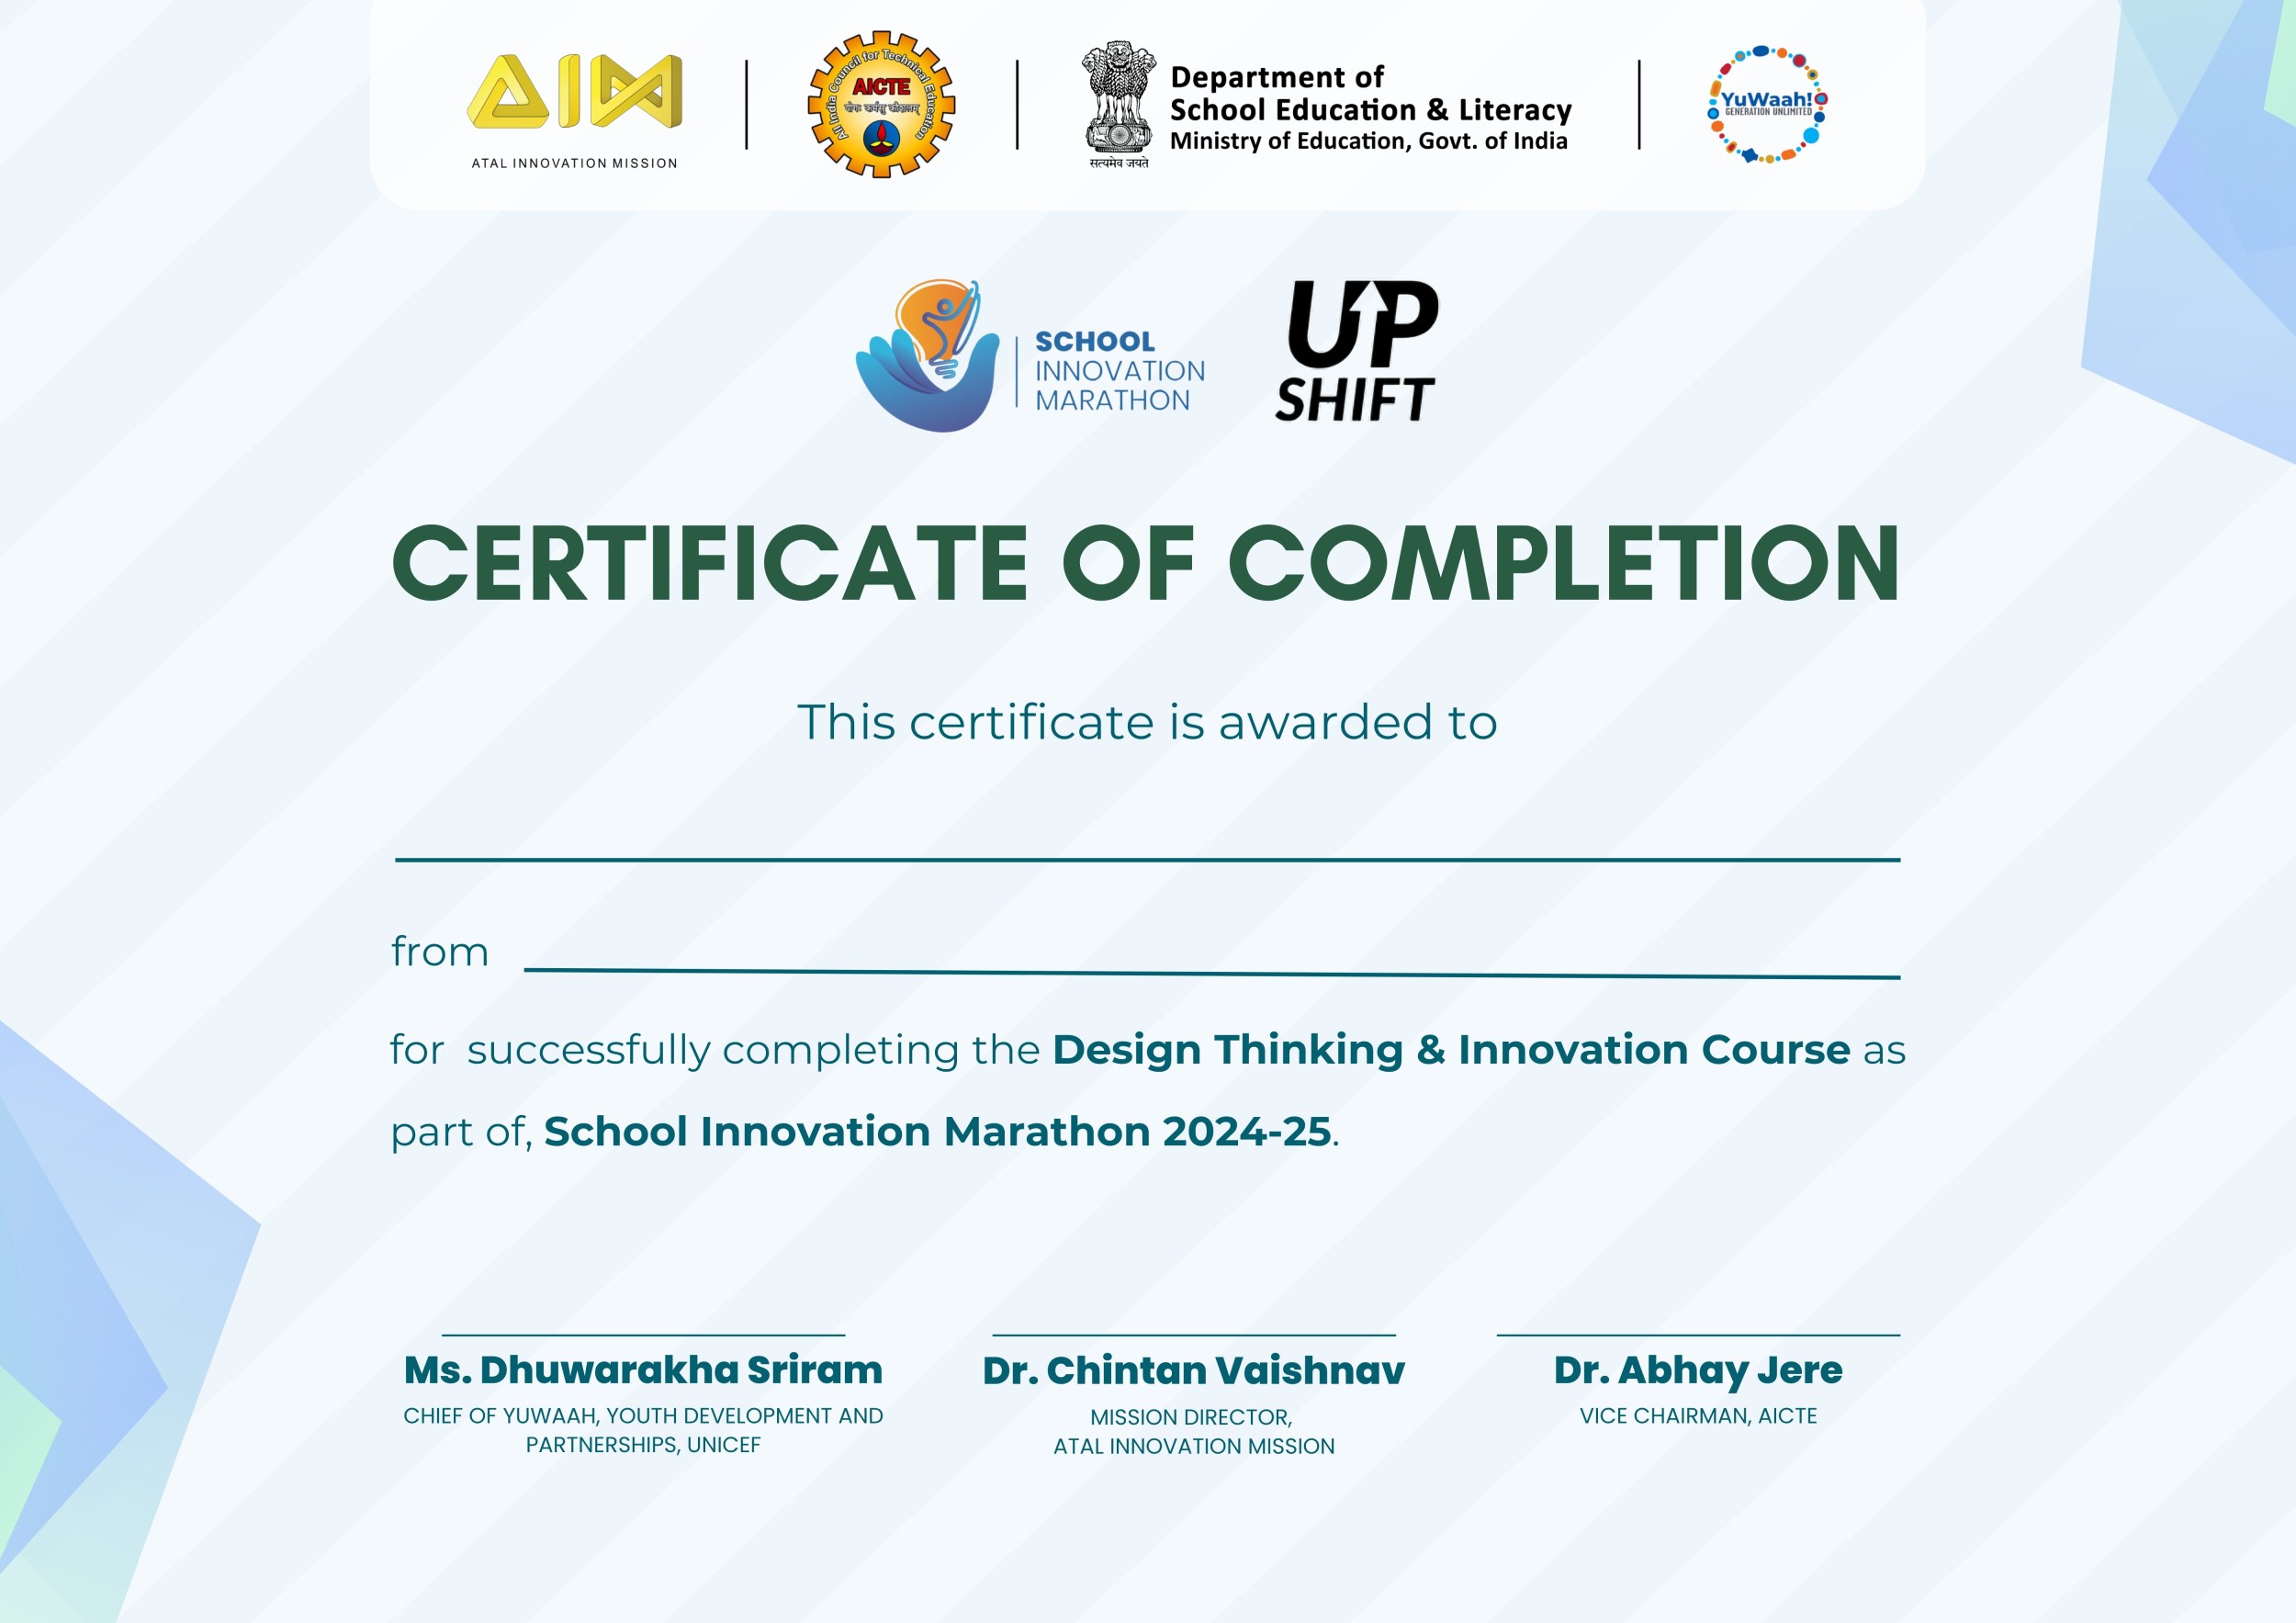 ATAL INNOVATION MISSION
All India Council for Technical Education
AICTE
योगः कर्मसु कौशलम्
सत्यमेव जयते
Department of
School Education & Literacy
Ministry of Education, Govt. of India
YuWaah!
GENERATION UNLIMITED
SCHOOL
INNOVATION
MARATHON
UP
SHIFT
CERTIFICATE OF COMPLETION
This certificate is awarded to
from
for successfully completing the Design Thinking & Innovation Course as
part of, School Innovation Marathon 2024-25.
Ms. Dhuwarakha Sriram
CHIEF OF YUWAAH, YOUTH DEVELOPMENT AND
PARTNERSHIPS, UNICEF
Dr. Chintan Vaishnav
MISSION DIRECTOR,
ATAL INNOVATION MISSION
Dr. Abhay Jere
VICE CHAIRMAN, AICTE